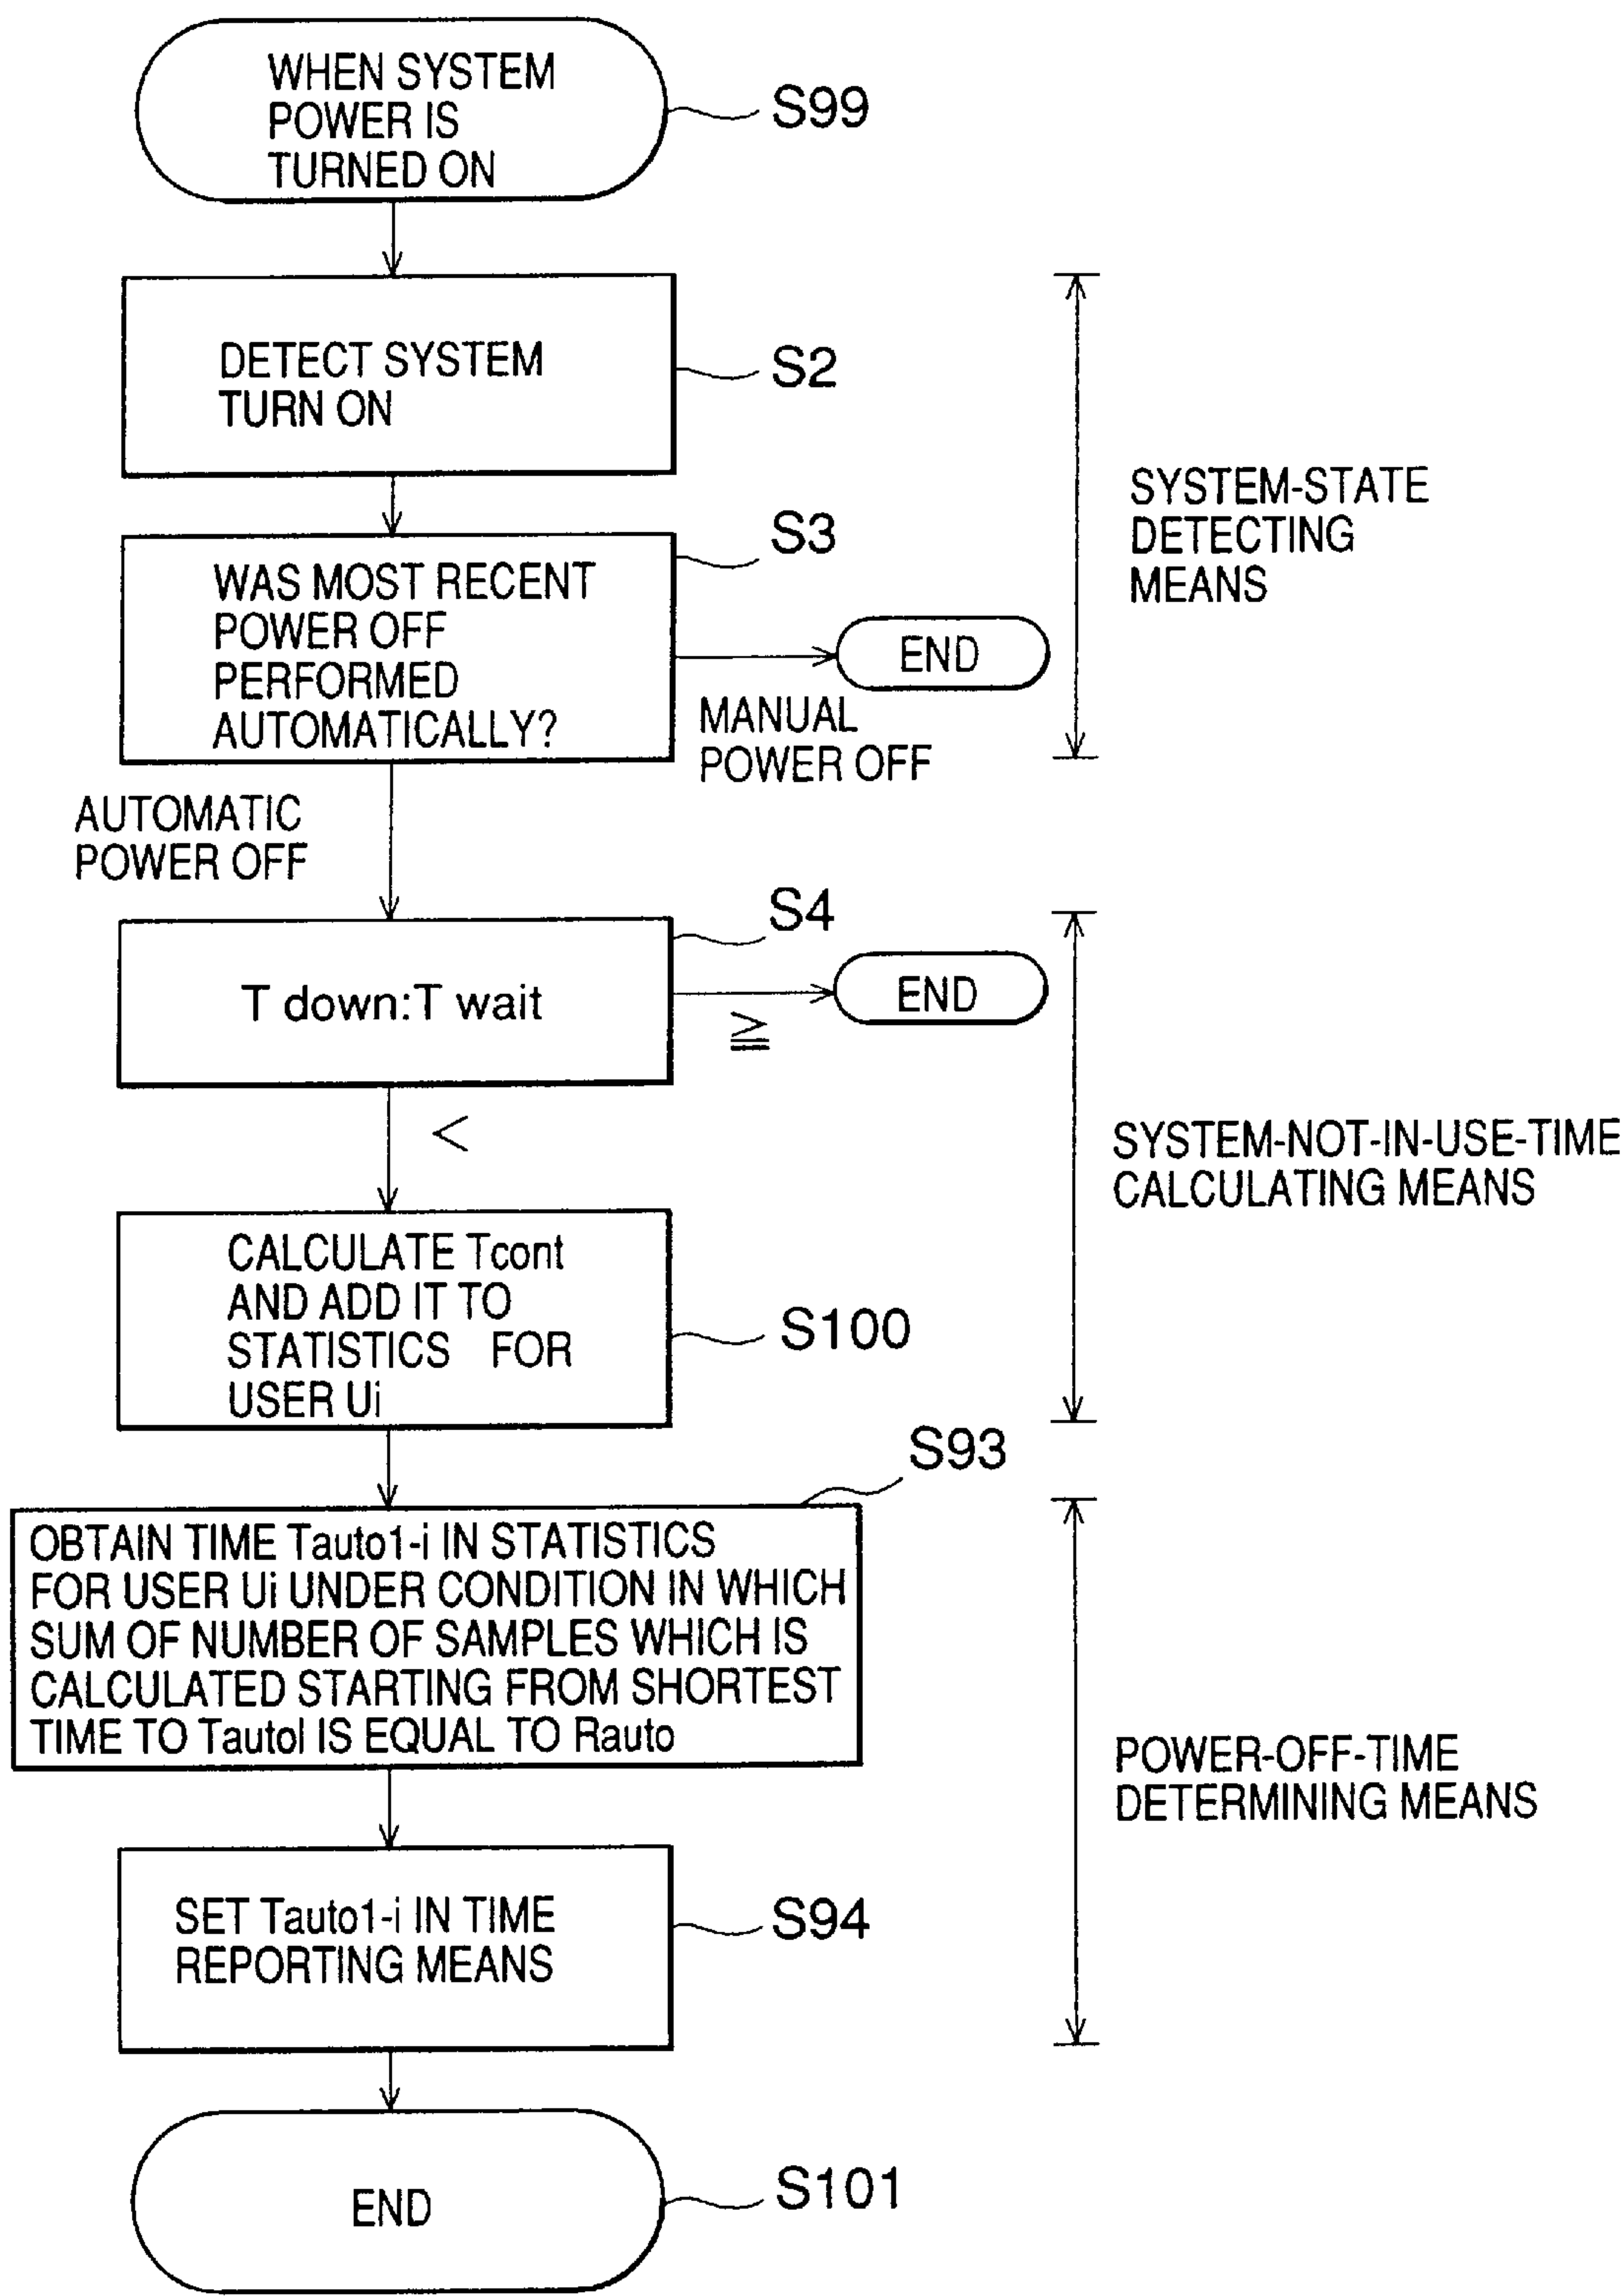 WHEN SYSTEM
POWER IS
TURNED ON
S99
DETECT SYSTEM
TURN ON
S2
SYSTEM-STATE
DETECTING
MEANS
S3
WAS MOST RECENT
POWER OFF
PERFORMED
AUTOMATICALLY?
END
MANUAL
POWER OFF
AUTOMATIC
POWER OFF
S4
T down:T wait
END
≧
<
SYSTEM-NOT-IN-USE-TIME
CALCULATING MEANS
CALCULATE Tcont
AND ADD IT TO
STATISTICS FOR
USER Ui
S100
S93
OBTAIN TIME Tauto1-i IN STATISTICS
FOR USER Ui UNDER CONDITION IN WHICH
SUM OF NUMBER OF SAMPLES WHICH IS
CALCULATED STARTING FROM SHORTEST
TIME TO Tautol IS EQUAL TO Rauto
POWER-OFF-TIME
DETERMINING MEANS
SET Tauto1-i IN TIME
REPORTING MEANS
S94
END
S101